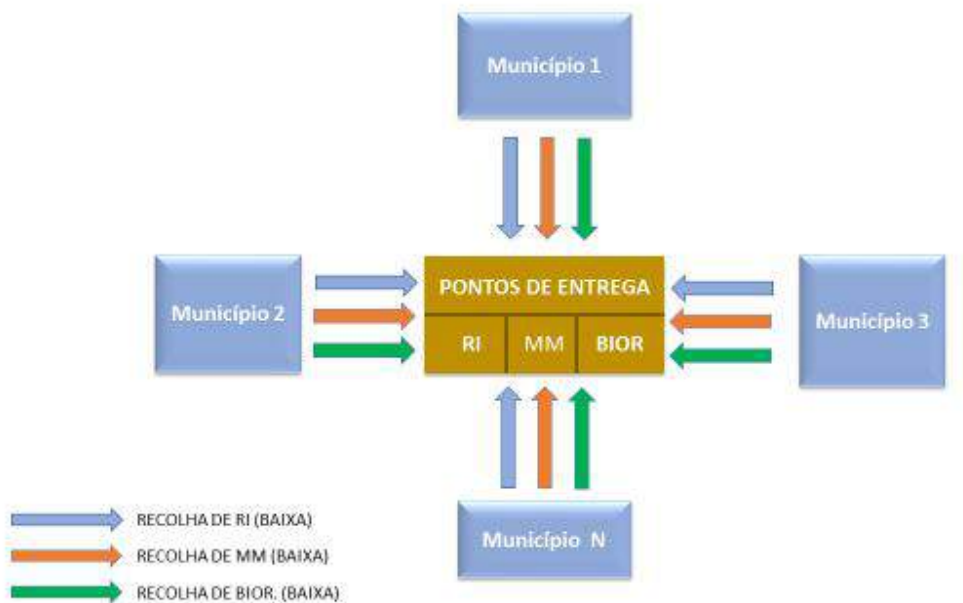 Município 1
Município 2
PONTOS DE ENTREGA
RI MM BIOR
Município 3
Município N
RECOLHA DE RI (BAIXA)
RECOLHA DE MM (BAIXA)
RECOLHA DE BIOR. (BAIXA)